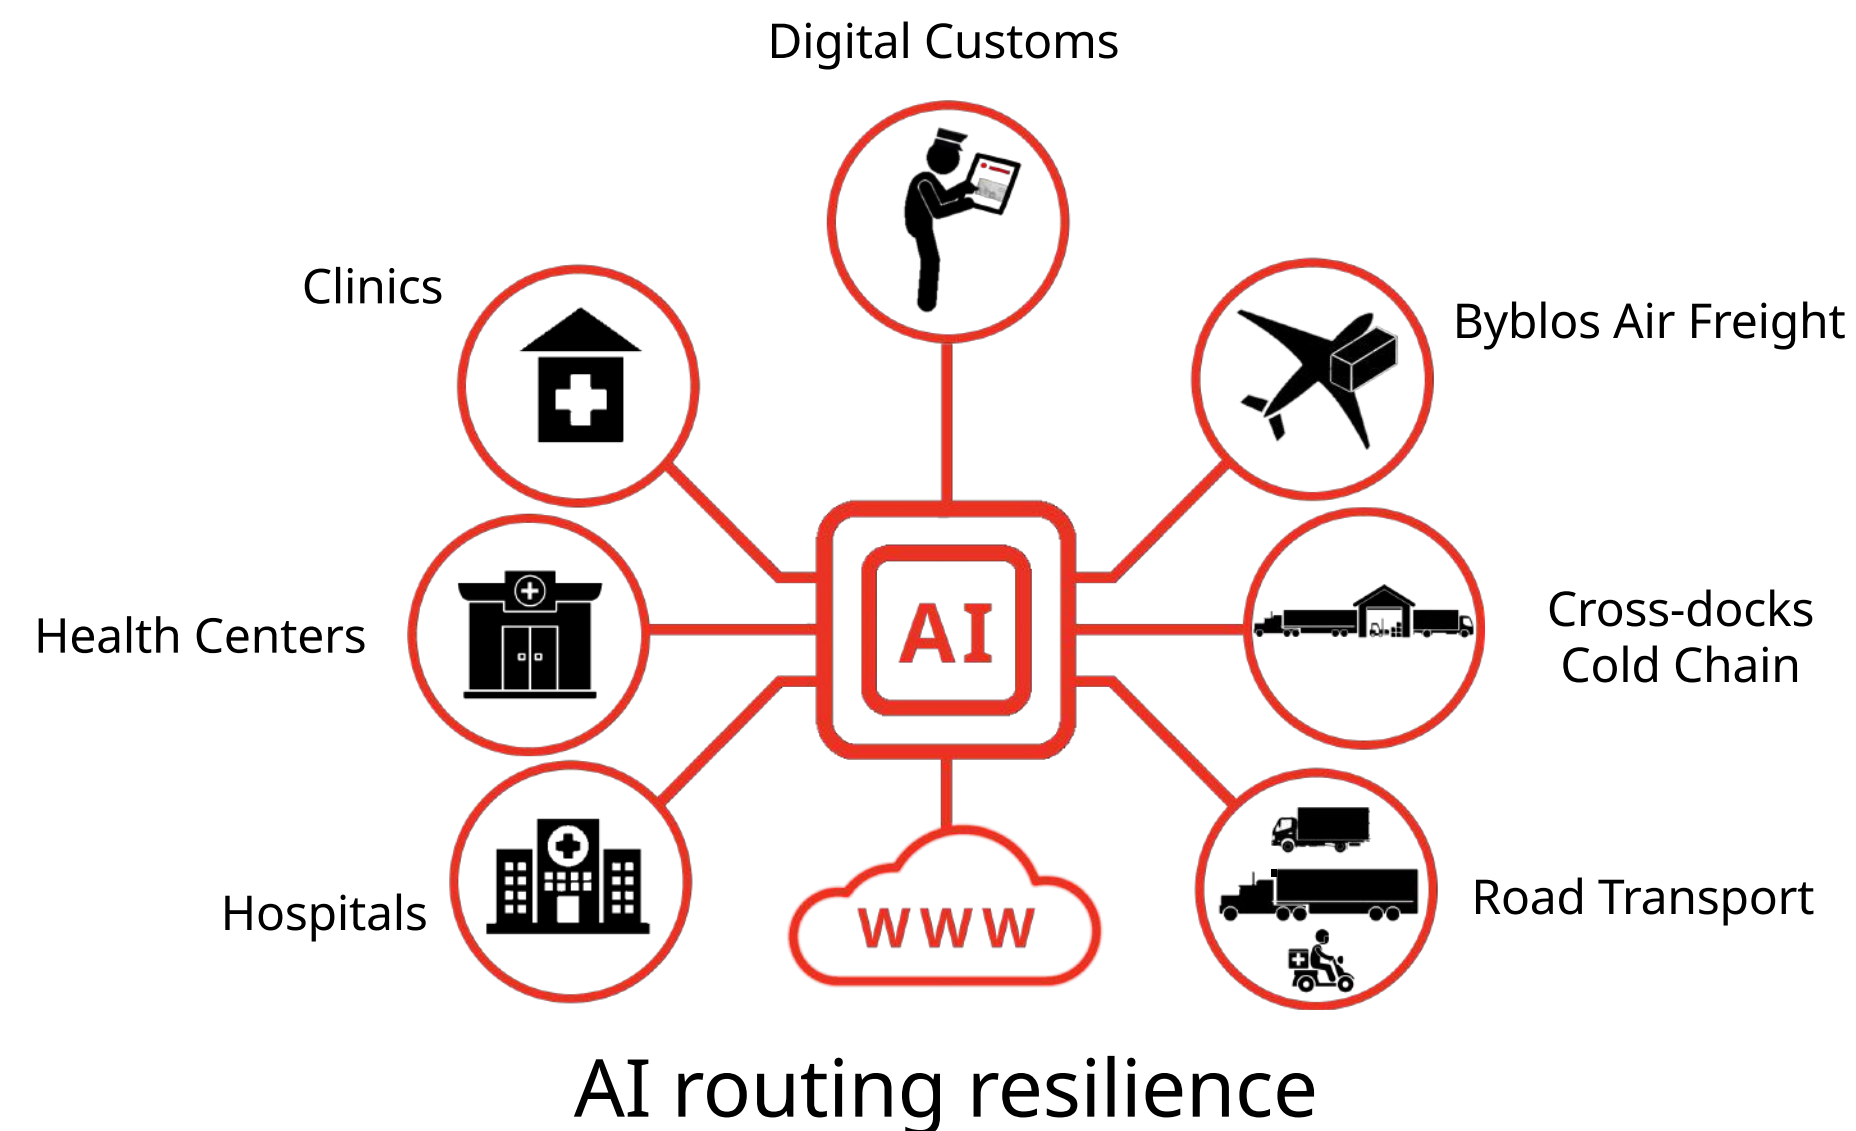 Digital Customs
Clinics
Byblos Air Freight
Health Centers
AI
Cross-docks
Cold Chain
Hospitals
WWW
Road Transport
AI routing resilience